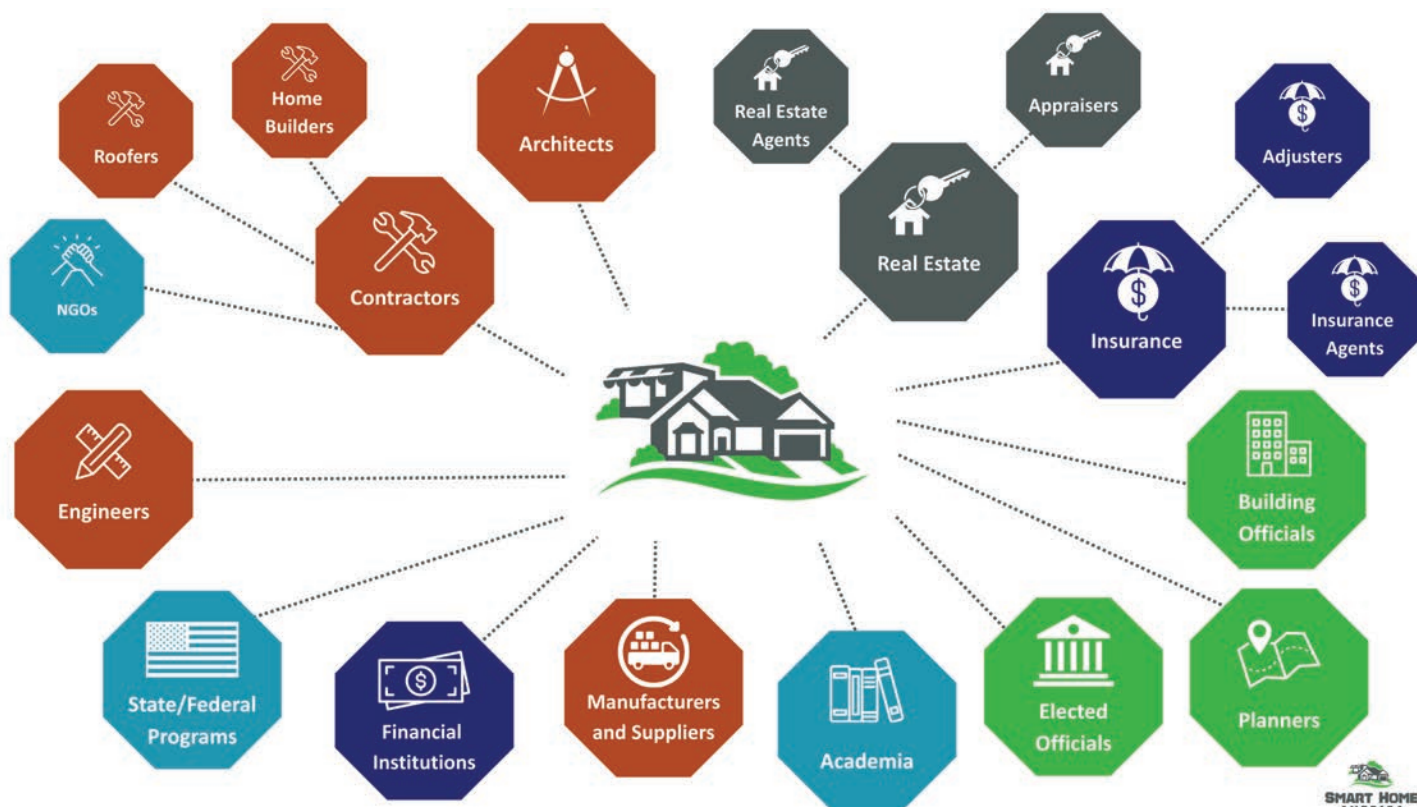 Home
Builders
Roofers
Architects
Real Estate
Agents
Appraisers
Adjusters
NGOs
Contractors
Real Estate
Insurance
Insurance
Agents
Engineers
Building
Officials
State/Federal
Programs
Financial
Institutions
Manufacturers
and Suppliers
Academia
Elected
Officials
Planners
SMART HOME